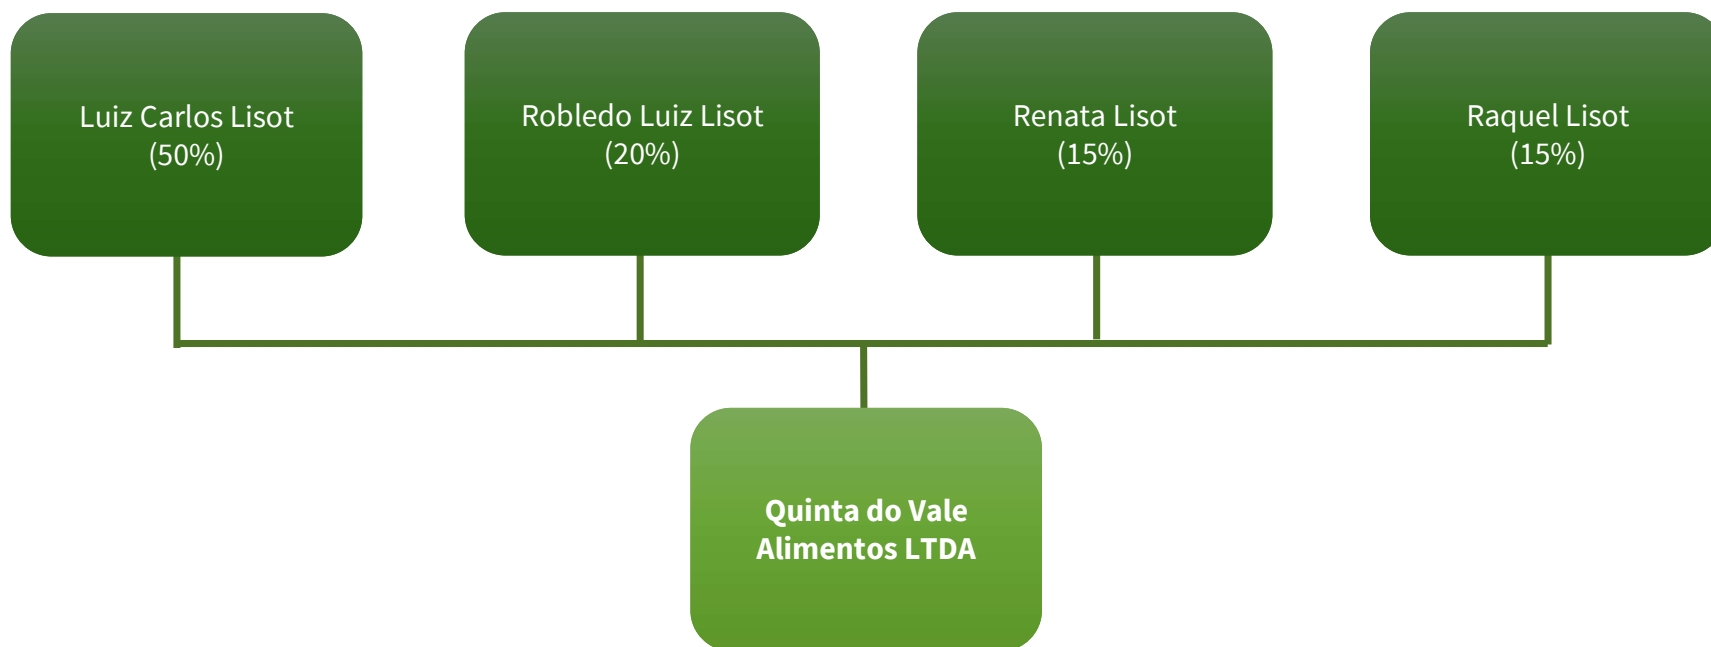 Luiz Carlos Lisot
(50%)
Robledo Luiz Lisot
(20%)
Renata Lisot
(15%)
Raquel Lisot
(15%)
Quinta do Vale
Alimentos LTDA